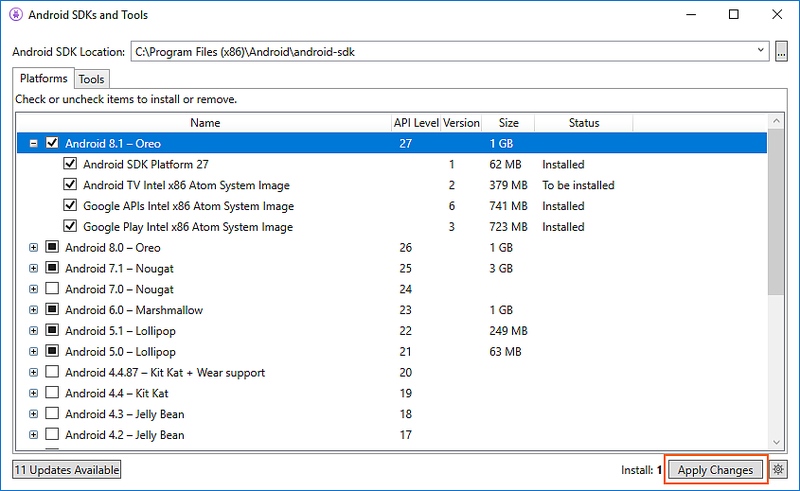 Android SDKs and Tools
Android SDK Location: C:\Program Files (x86)\Android\android-sdk ...
Platforms Tools
Check or uncheck items to install or remove.
Name API Level Version Size Status
Android 8.1 – Oreo 27 1 GB
Android SDK Platform 27 1 62 MB Installed
Android TV Intel x86 Atom System Image 2 379 MB To be installed
Google APIs Intel x86 Atom System Image 6 741 MB Installed
Google Play Intel x86 Atom System Image 3 723 MB Installed
Android 8.0 – Oreo 26 1 GB
Android 7.1 – Nougat 25 3 GB
Android 7.0 – Nougat 24
Android 6.0 – Marshmallow 23 1 GB
Android 5.1 – Lollipop 22 249 MB
Android 5.0 – Lollipop 21 63 MB
Android 4.4.87 – Kit Kat + Wear support 20
Android 4.4 – Kit Kat 19
Android 4.3 – Jelly Bean 18
Android 4.2 – Jelly Bean 17
11 Updates Available Install: 1 Apply Changes